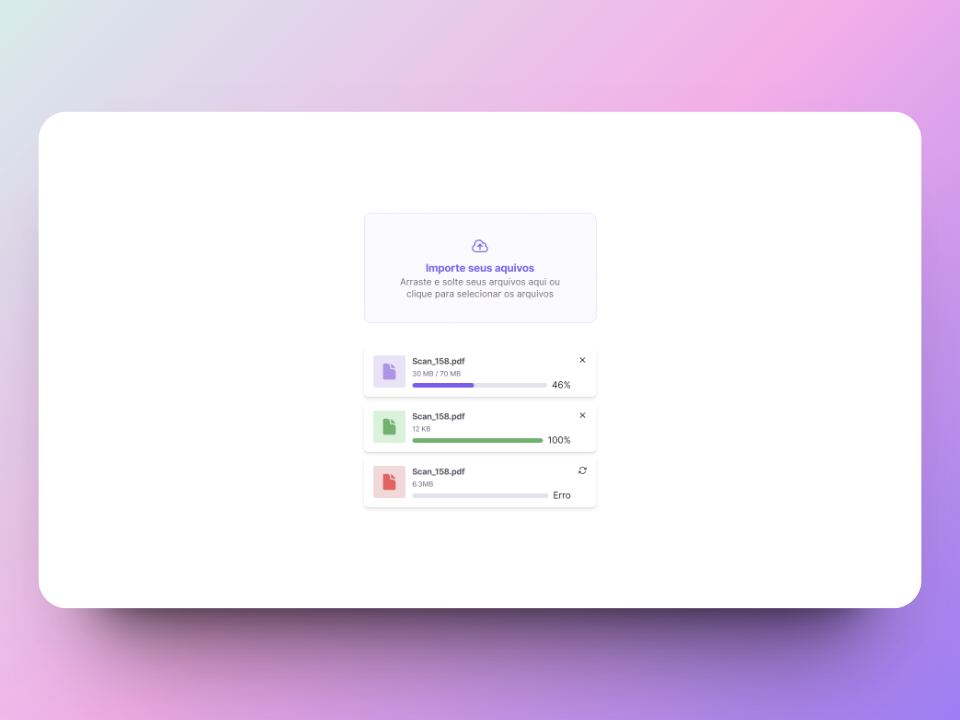 Importe seus aquivos
Arraste e solte seus arquivos aqui ou
clique para selecionar os arquivos
Scan_158.pdf
30 MB / 70 MB
46%
Scan_158.pdf
12 KB
100%
Scan_158.pdf
6.3MB
Erro